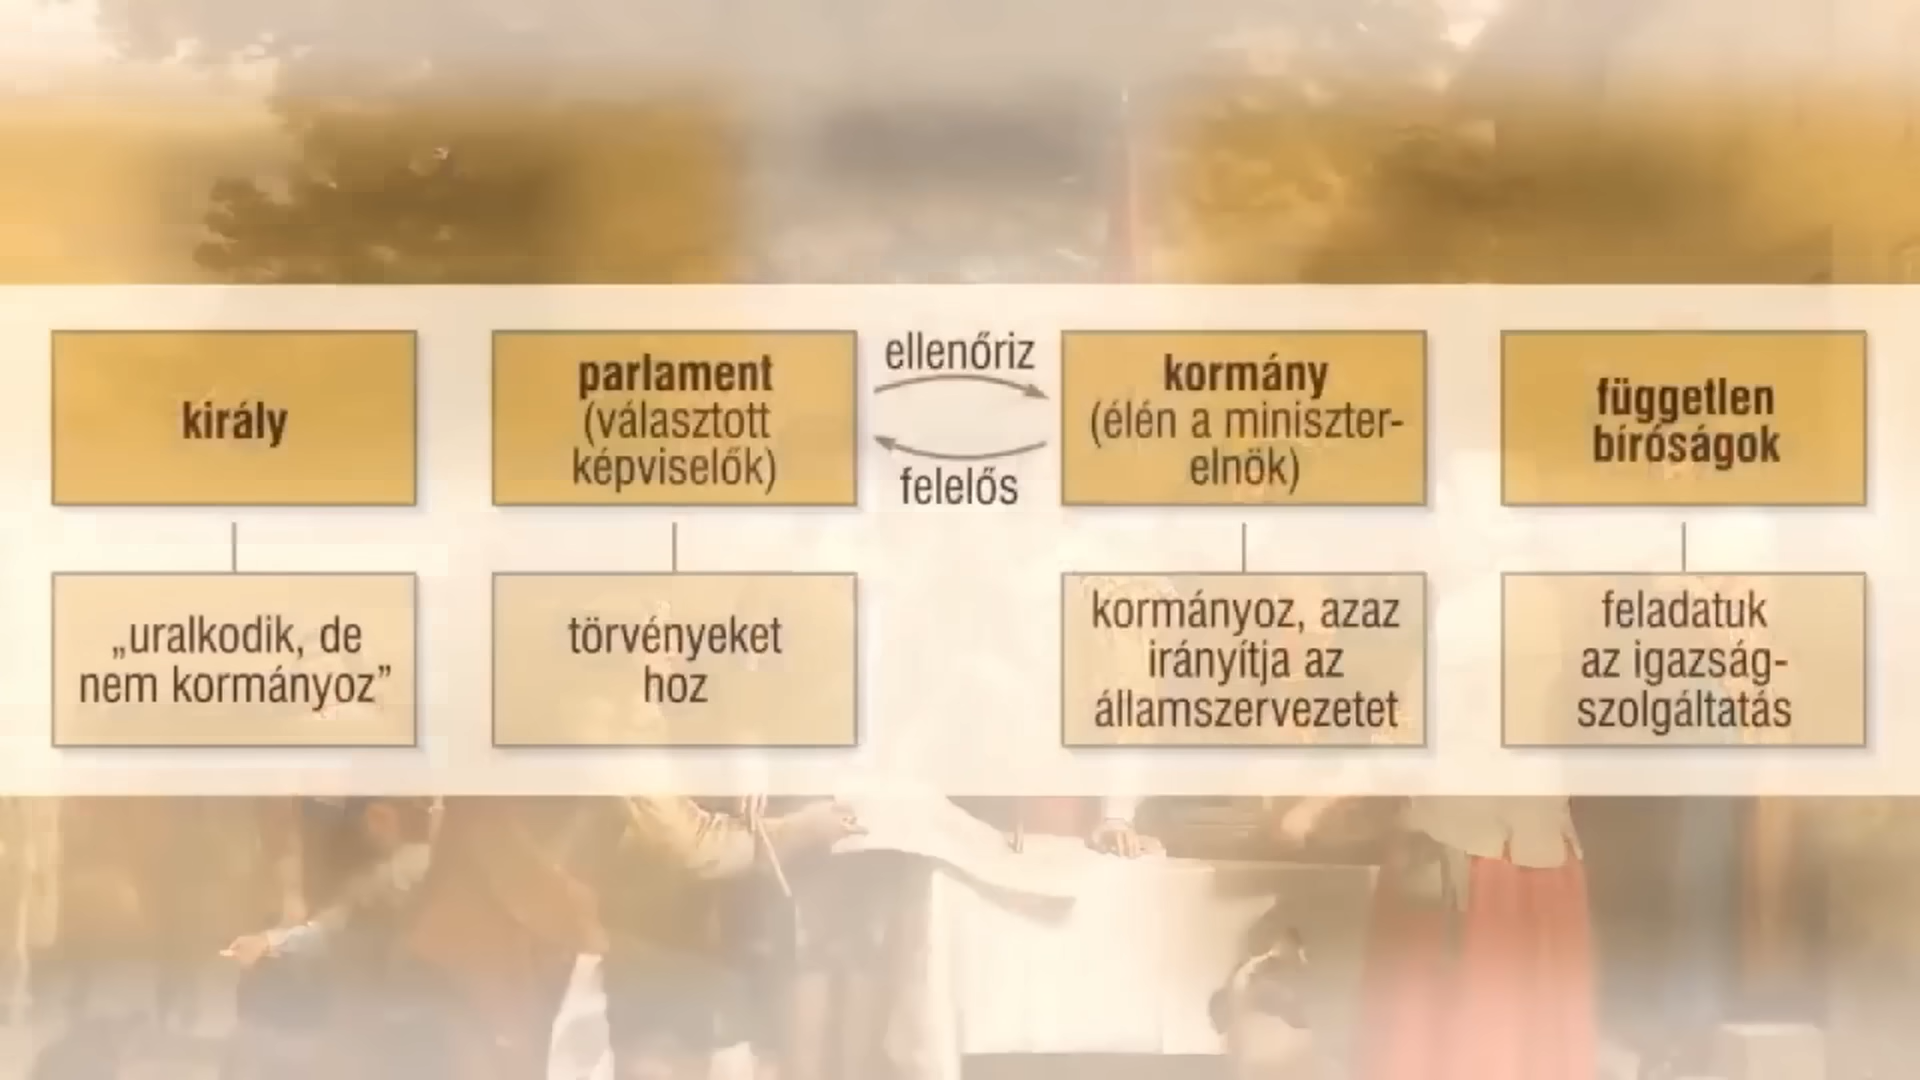 király
„uralkodik, de
nem kormányoz”
parlament
(választott
képviselők)
törvényeket
hoz
ellenőriz
felelős
kormány
(élén a miniszter-
elnök)
kormányoz, azaz
irányítja az
államszervezetet
független
bíróságok
feladatuk
az igazság-
szolgáltatás